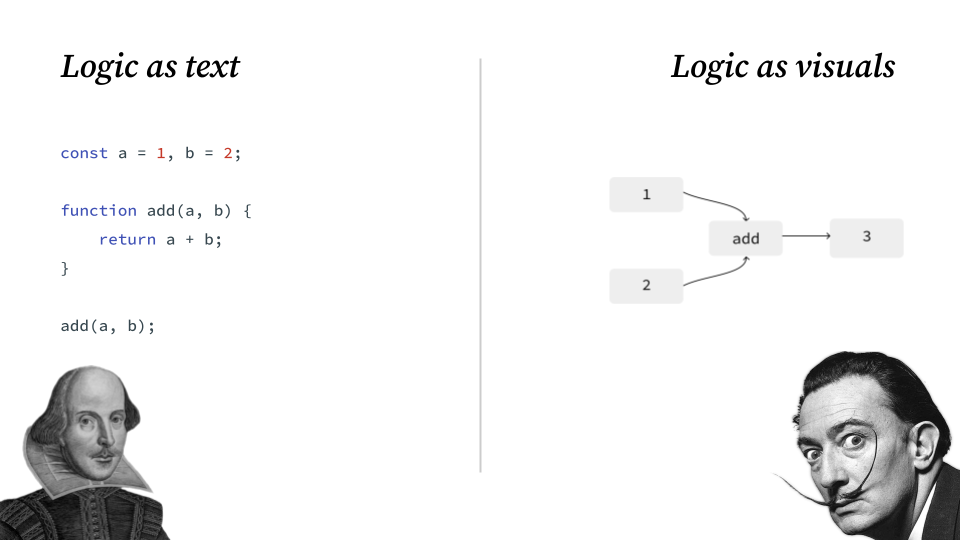 Logic as text
const a = 1, b = 2;
function add(a, b) {
    return a + b;
}
add(a, b);
Logic as visuals
1
add
3
2